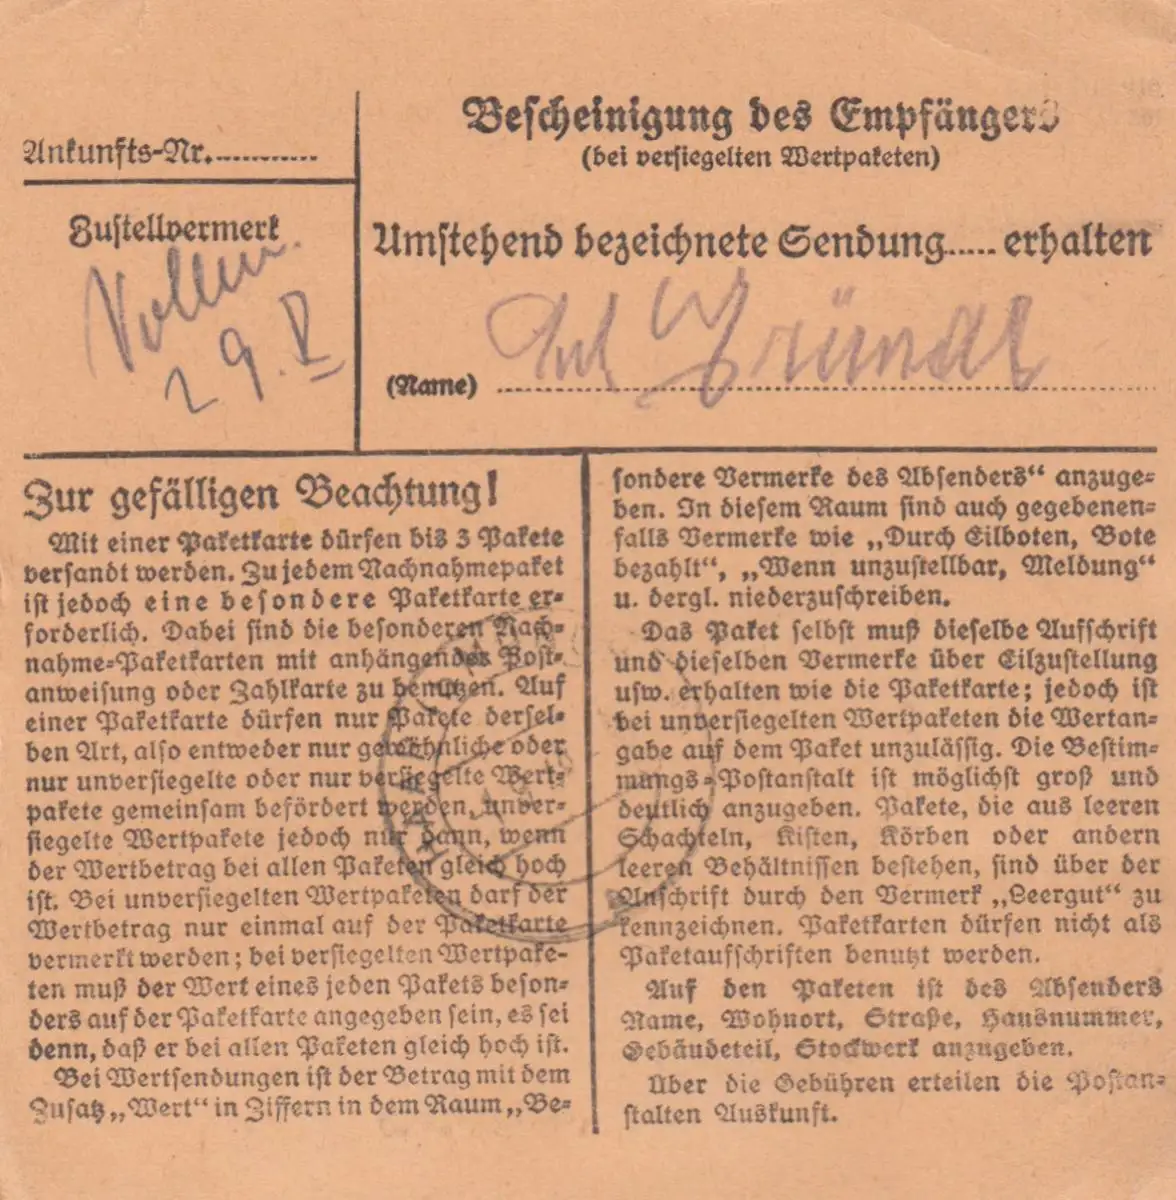 Ankunfts-Nr.............
Zustellvermerk
29. V
Bescheinigung des Empfängers
(bei versiegelten Wertpaketen)
Umstehend bezeichnete Sendung..... erhalten
(Name)
Gründl
Zur gefälligen Beachtung!
Mit einer Paketkarte dürfen bis 3 Pakete
versandt werden. Zu jedem Nachnahmepaket
ist jedoch eine besondere Paketkarte er-
forderlich. Dabei sind die besonderen Nach-
nahme-Paketkarten mit anhängender Post-
anweisung oder Zahlkarte zu benutzen. Auf
einer Paketkarte dürfen nur Pakete dersel-
ben Art, also entweder nur gewöhnliche oder
nur unversiegelte oder nur versiegelte Wert-
pakete gemeinsam befördert werden, unver-
siegelte Wertpakete jedoch nur dann, wenn
der Wertbetrag bei allen Paketen gleich hoch
ist. Bei unversiegelten Wertpaketen darf der
Wertbetrag nur einmal auf der Paketkarte
vermerkt werden; bei versiegelten Wertpake-
ten muß der Wert eines jeden Pakets beson-
ders auf der Paketkarte angegeben sein, es sei
denn, daß er bei allen Paketen gleich hoch ist.
Bei Wertsendungen ist der Betrag mit dem
Zusatz „Wert“ in Ziffern in dem Raum „Be-
sondere Vermerke des Absenders“ anzuge-
ben. In diesem Raum sind auch gegebenen-
falls Vermerke wie „Durch Eilboten, Bote
bezahlt“, „Wenn unzustellbar, Meldung“
u. dergl. niederzuschreiben.
Das Paket selbst muß dieselbe Aufschrift
und dieselben Vermerke über Eilzustellung
usw. erhalten wie die Paketkarte; jedoch ist
bei unversiegelten Wertpaketen die Wertan-
gabe auf dem Paket unzulässig. Die Bestim-
mungs-Postanstalt ist möglichst groß und
deutlich anzugeben. Pakete, die aus leeren
Schachteln, Kisten, Körben oder andern
leeren Behältnissen bestehen, sind über der
Anschrift durch den Vermerk „Leergut“ zu
kennzeichnen. Paketkarten dürfen nicht als
Paketaufschriften benutzt werden.
Auf den Paketen ist des Absenders
Name, Wohnort, Straße, Hausnummer,
Gebäudeteil, Stockwerk anzugeben.
Über die Gebühren erteilen die Postan-
stalten Auskunft.